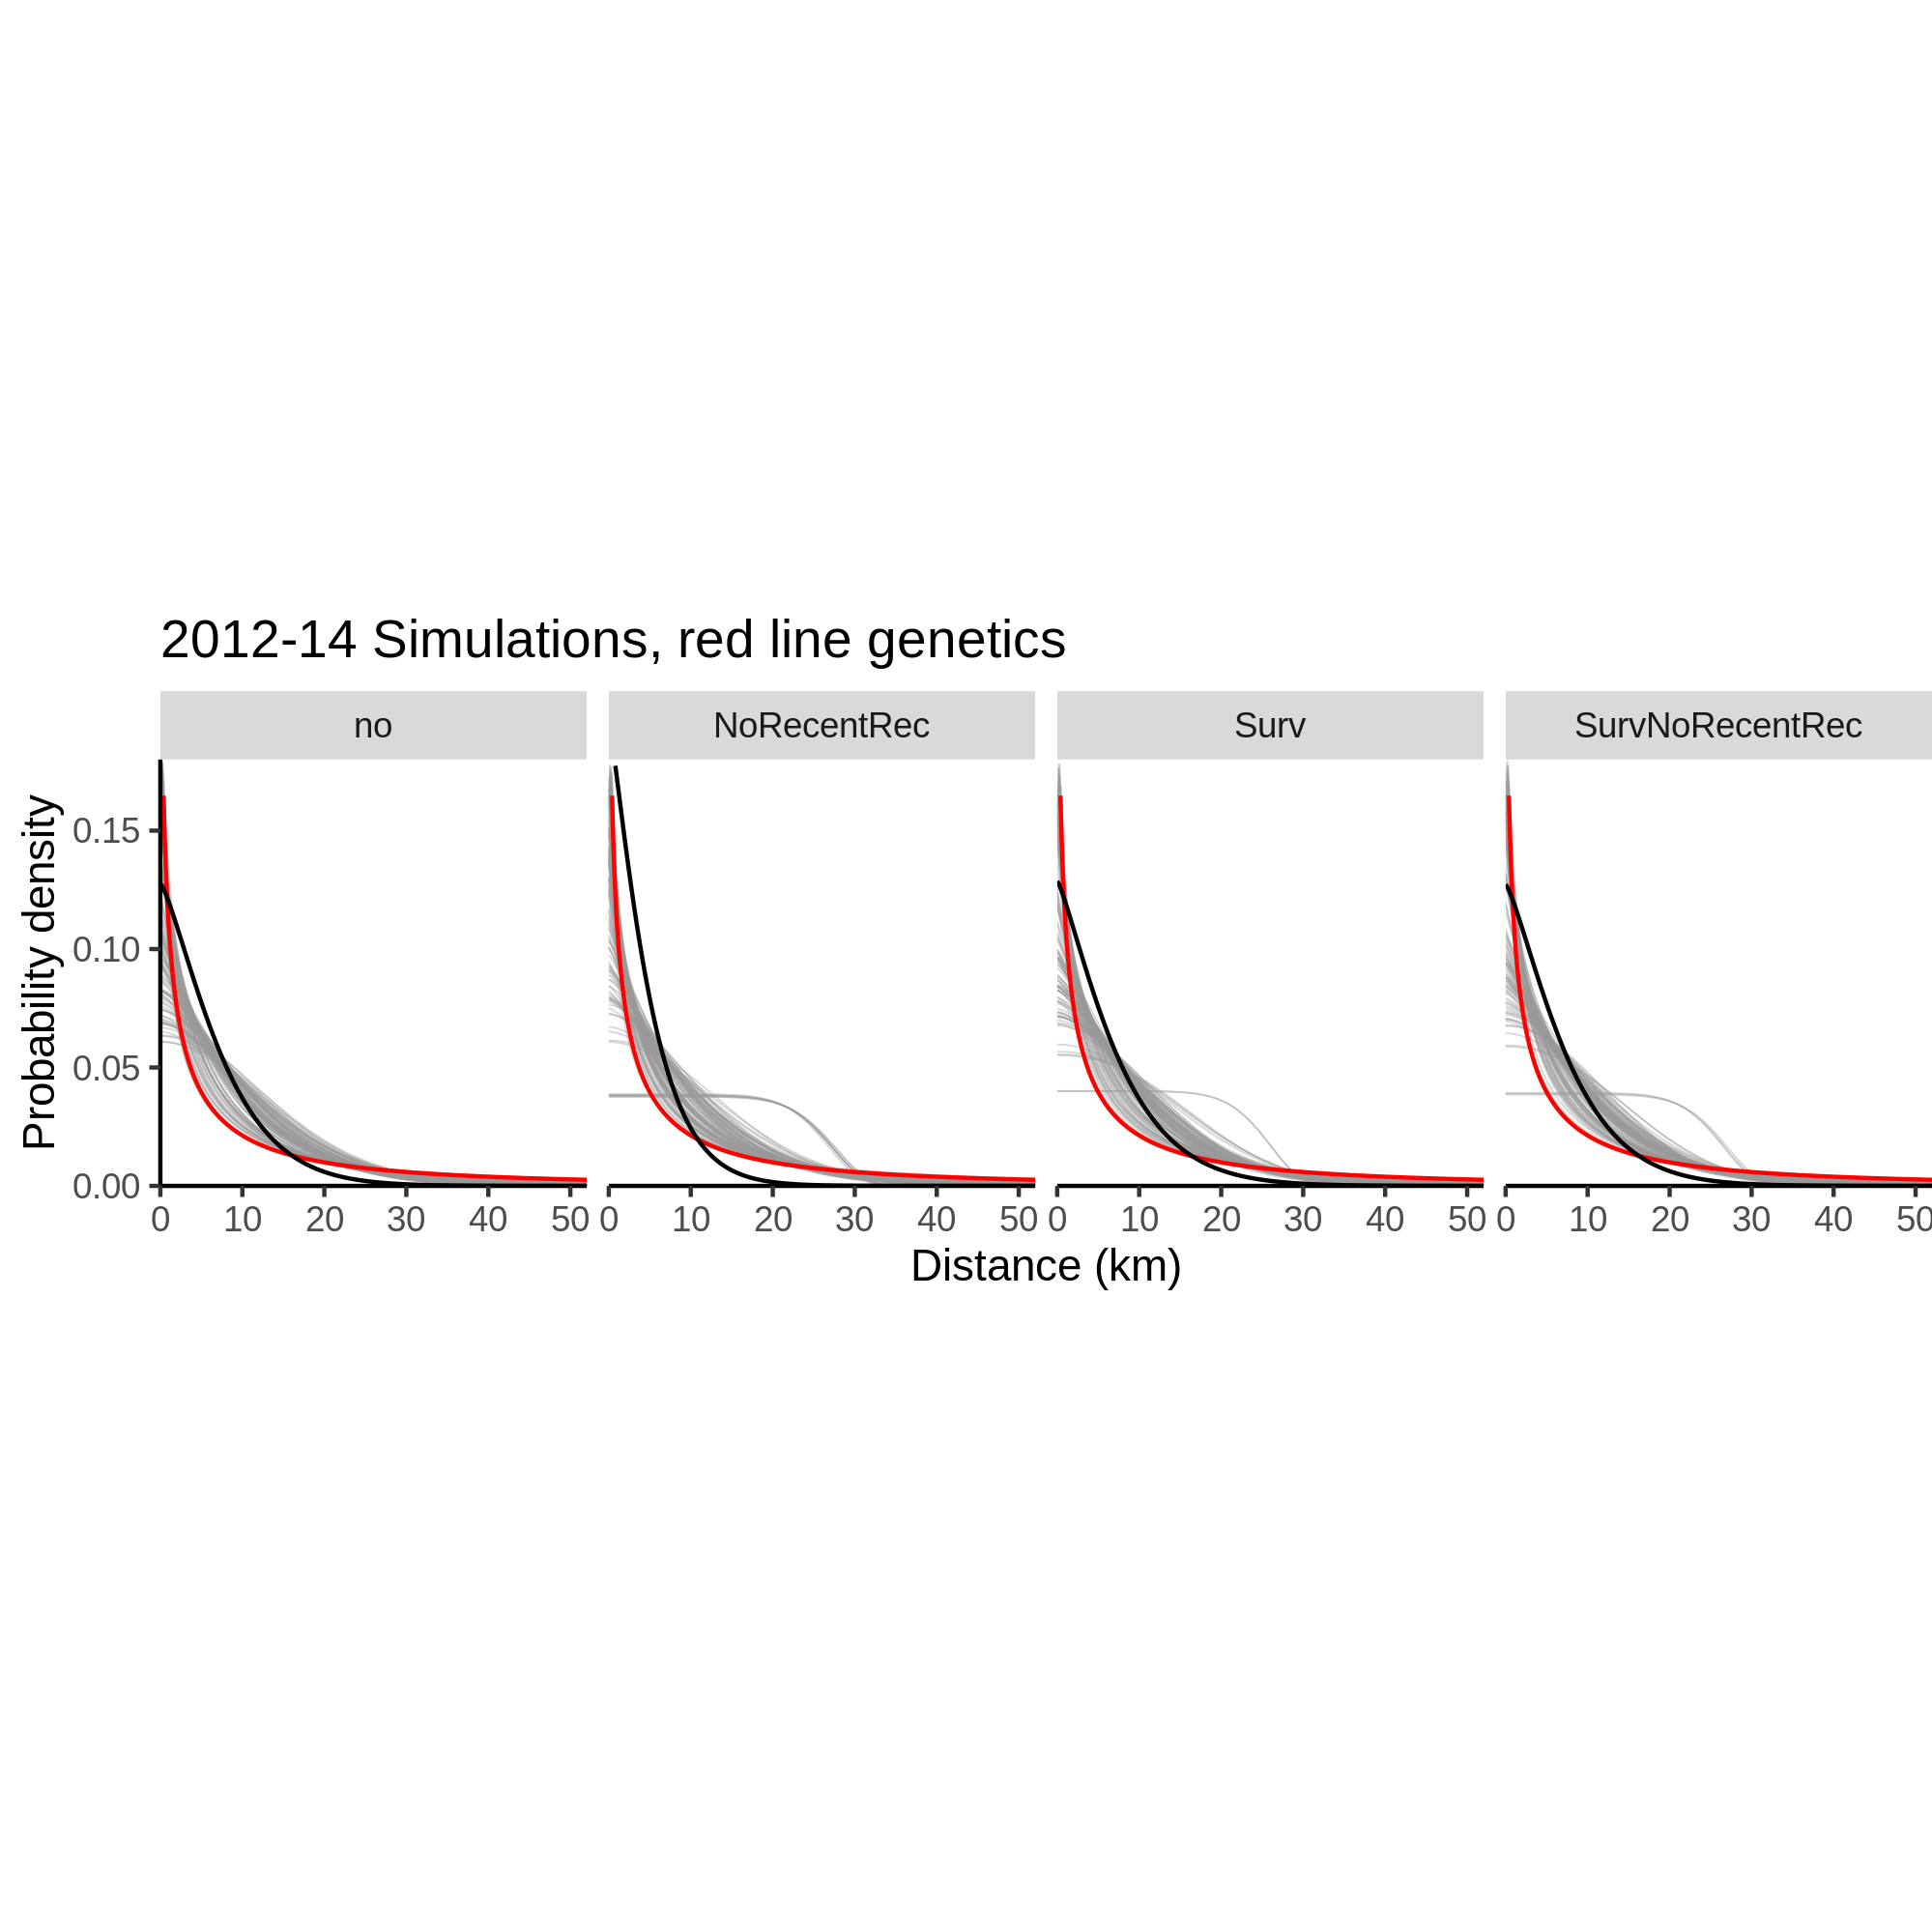 2012-14 Simulations, red line genetics
no NoRecentRec Surv SurvNoRecentRec
Probability density
0.15
0.10
0.05
0.00
0 10 20 30 40 50 0 10 20 30 40 50 0 10 20 30 40 50 0 10 20 30 40 50
Distance (km)